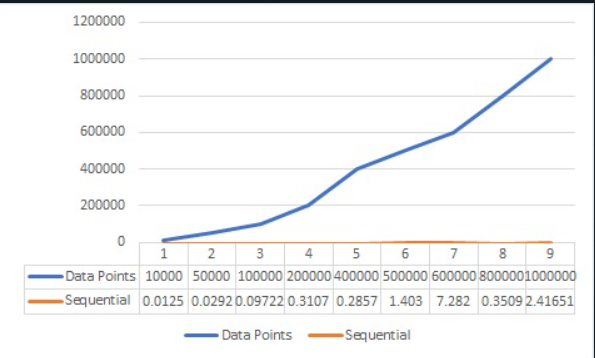 1200000
1000000
800000
600000
400000
200000
0
1 2 3 4 5 6 7 8 9
Data Points 10000 50000 100000 200000 400000 500000 600000 800000 1000000
Sequential 0.0125 0.0292 0.09722 0.3107 0.2857 1.403 7.282 0.3509 2.41651
Data Points Sequential